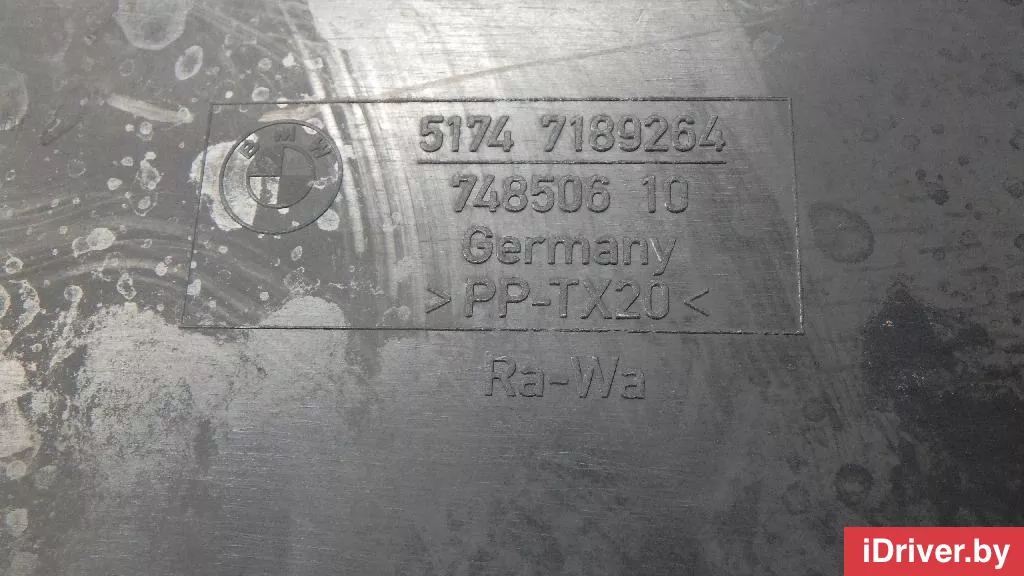 BMW
5174 7189264
748506 10
Germany
>PP-TX20<
Ra-Wa
iDriver.by